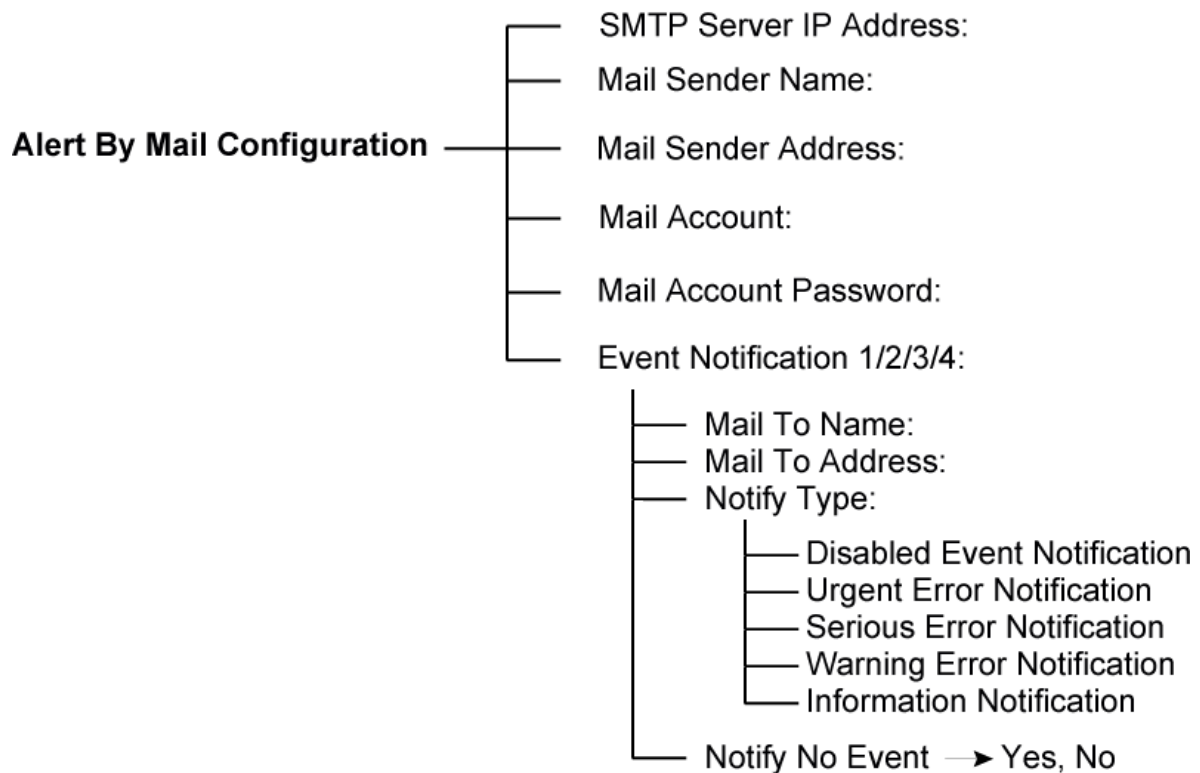 SMTP Server IP Address:
Mail Sender Name:
Alert By Mail Configuration
Mail Sender Address:
Mail Account:
Mail Account Password:
Event Notification 1/2/3/4:
Mail To Name:
Mail To Address:
Notify Type:
Disabled Event Notification
Urgent Error Notification
Serious Error Notification
Warning Error Notification
Information Notification
Notify No Event Yes, No